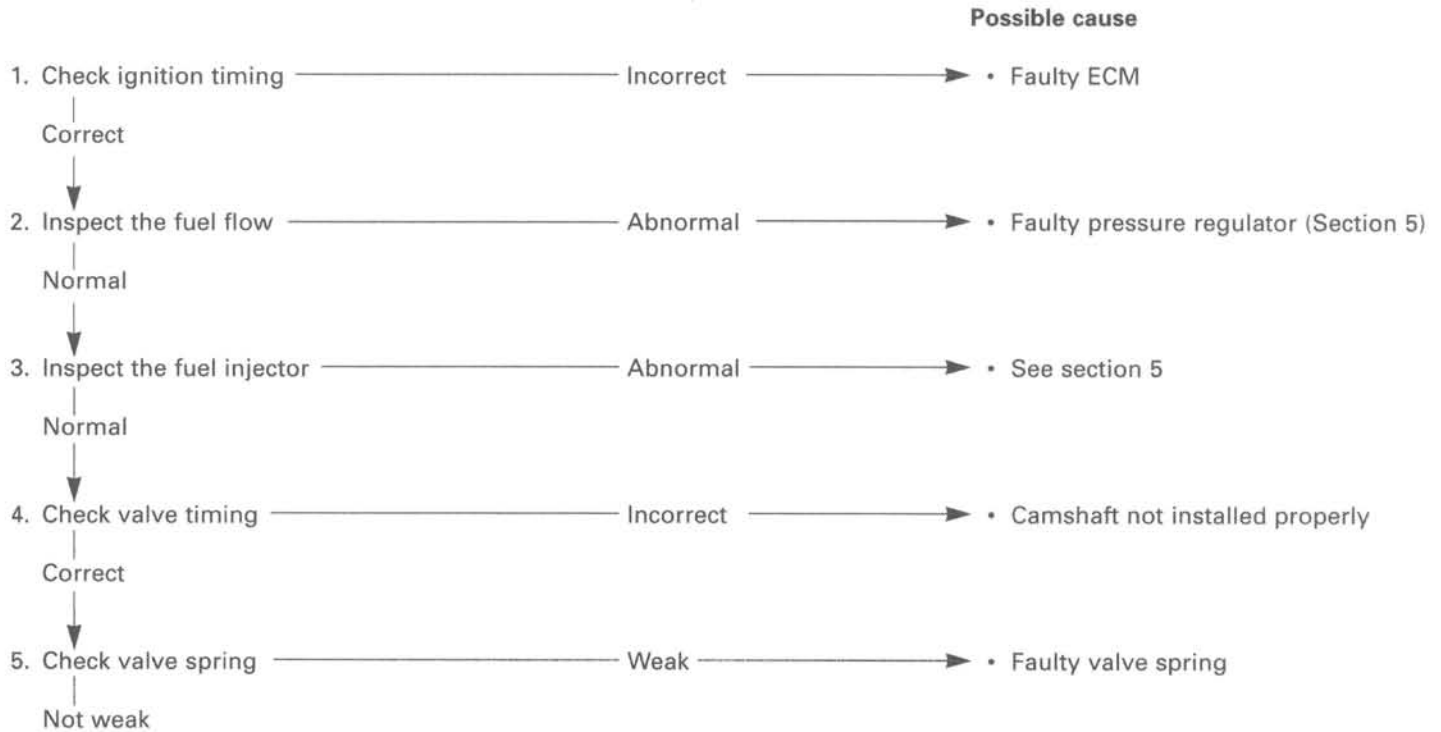 Possible cause
1. Check ignition timing Incorrect • Faulty ECM
Correct
2. Inspect the fuel flow Abnormal • Faulty pressure regulator (Section 5)
Normal
3. Inspect the fuel injector Abnormal • See section 5
Normal
4. Check valve timing Incorrect • Camshaft not installed properly
Correct
5. Check valve spring Weak • Faulty valve spring
Not weak